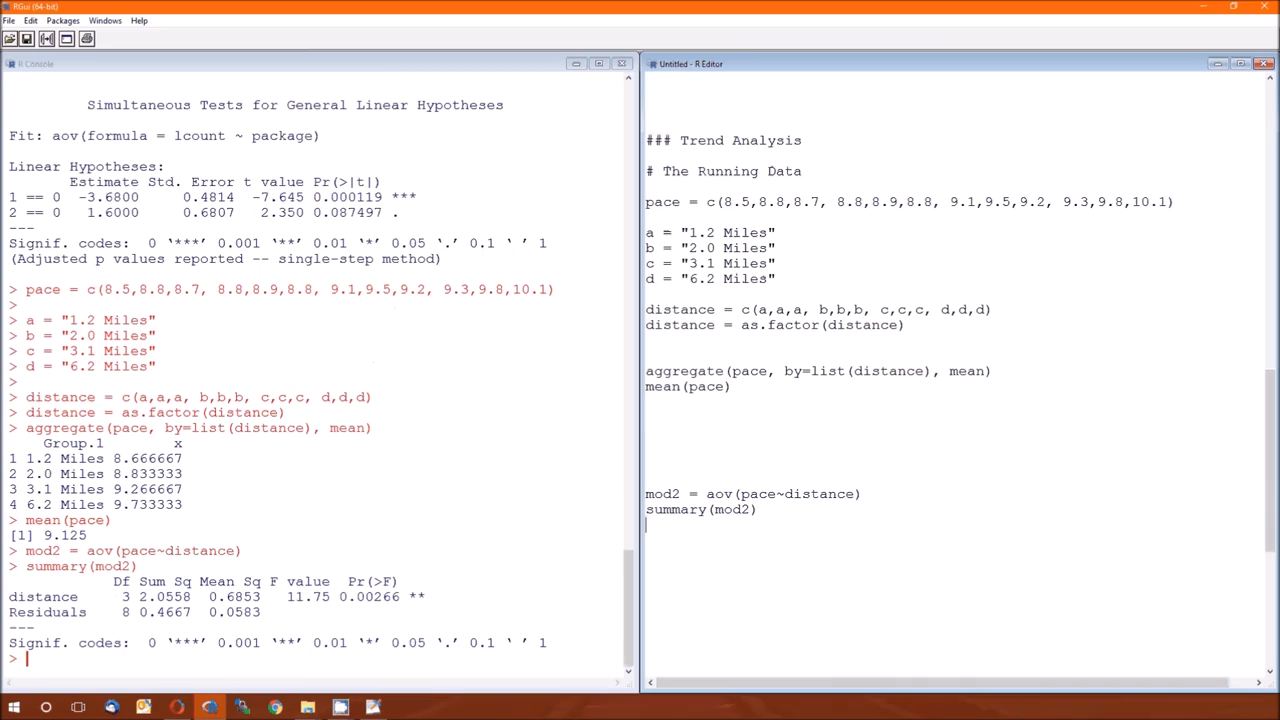 RGui (64-bit)
File Edit Packages Windows Help
R Console
Simultaneous Tests for General Linear Hypotheses
Fit: aov(formula = lcount ~ package)
Linear Hypotheses:
Estimate Std. Error t value Pr(>|t|)
1 == 0 -3.6800 0.4814 -7.645 0.000119 ***
2 == 0 1.6000 0.6807 2.350 0.087497 .
---
Signif. codes: 0 ‘***’ 0.001 ‘**’ 0.01 ‘*’ 0.05 ‘.’ 0.1 ‘ ’ 1
(Adjusted p values reported -- single-step method)
> pace = c(8.5,8.8,8.7, 8.8,8.9,8.8, 9.1,9.5,9.2, 9.3,9.8,10.1)
>
> a = "1.2 Miles"
> b = "2.0 Miles"
> c = "3.1 Miles"
> d = "6.2 Miles"
>
> distance = c(a,a,a, b,b,b, c,c,c, d,d,d)
> distance = as.factor(distance)
> aggregate(pace, by=list(distance), mean)
Group.1 x
1 1.2 Miles 8.666667
2 2.0 Miles 8.833333
3 3.1 Miles 9.266667
4 6.2 Miles 9.733333
> mean(pace)
[1] 9.125
> mod2 = aov(pace~distance)
> summary(mod2)
Df Sum Sq Mean Sq F value Pr(>F)
distance 3 2.0558 0.6853 11.75 0.00266 **
Residuals 8 0.4667 0.0583
---
Signif. codes: 0 ‘***’ 0.001 ‘**’ 0.01 ‘*’ 0.05 ‘.’ 0.1 ‘ ’ 1
>
Untitled - R Editor
### Trend Analysis
# The Running Data
pace = c(8.5,8.8,8.7, 8.8,8.9,8.8, 9.1,9.5,9.2, 9.3,9.8,10.1)
a = "1.2 Miles"
b = "2.0 Miles"
c = "3.1 Miles"
d = "6.2 Miles"
distance = c(a,a,a, b,b,b, c,c,c, d,d,d)
distance = as.factor(distance)
aggregate(pace, by=list(distance), mean)
mean(pace)
mod2 = aov(pace~distance)
summary(mod2)